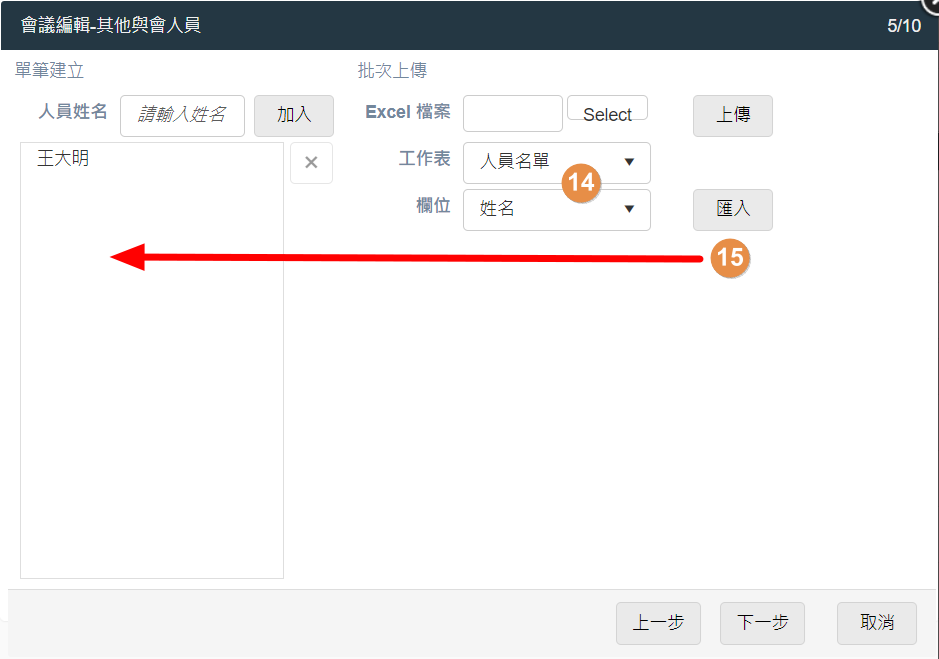 會議編輯-其他與會人員 5/10
單筆建立 批次上傳
人員姓名 請輸入姓名 加入 Excel 檔案 Select 上傳
王大明 ✕ 工作表 人員名單 ▼
14
欄位 姓名 ▼ 匯入
15
上一步 下一步 取消